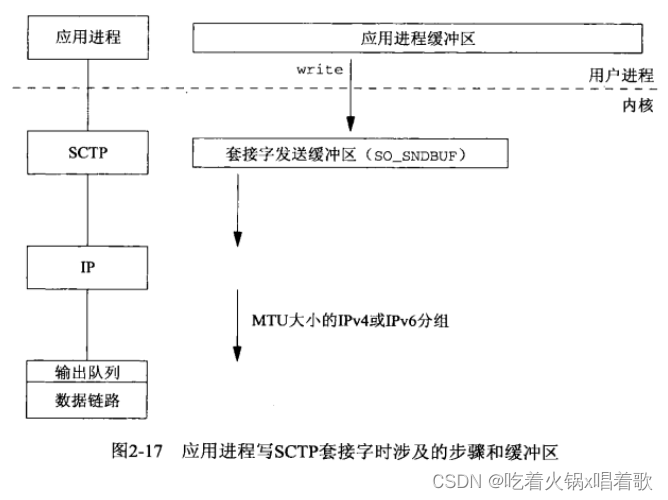 应用进程
应用进程缓冲区
write
用户进程
内核
SCTP
套接字发送缓冲区（SO_SNDBUF）
IP
MTU大小的IPv4或IPv6分组
输出队列
数据链路
图2-17 应用进程写SCTP套接字时涉及的步骤和缓冲区
CSDN @吃着火锅x唱着歌